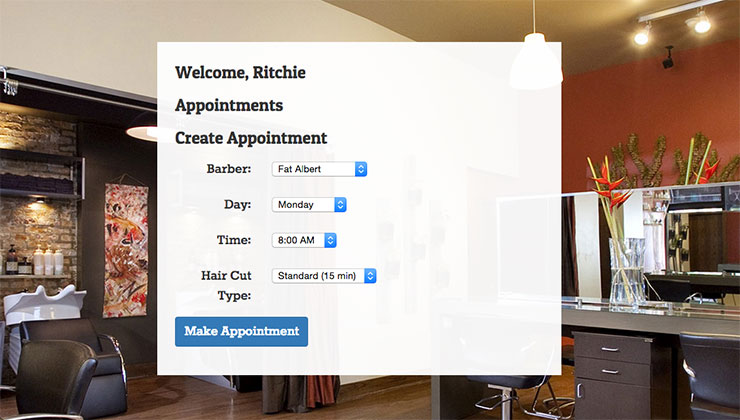 Welcome, Ritchie
Appointments
Create Appointment
Barber: Fat Albert
Day: Monday
Time: 8:00 AM
Hair Cut Standard (15 min)
Type:
Make Appointment